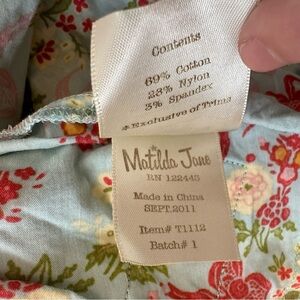 Contents
69% Cotton
28% Nylon
3% Spandex
*Exclusive of Trims
Matilda Jane
RN 122443
Made in China
SEPT.2011
Item# T1112
Batch# 1